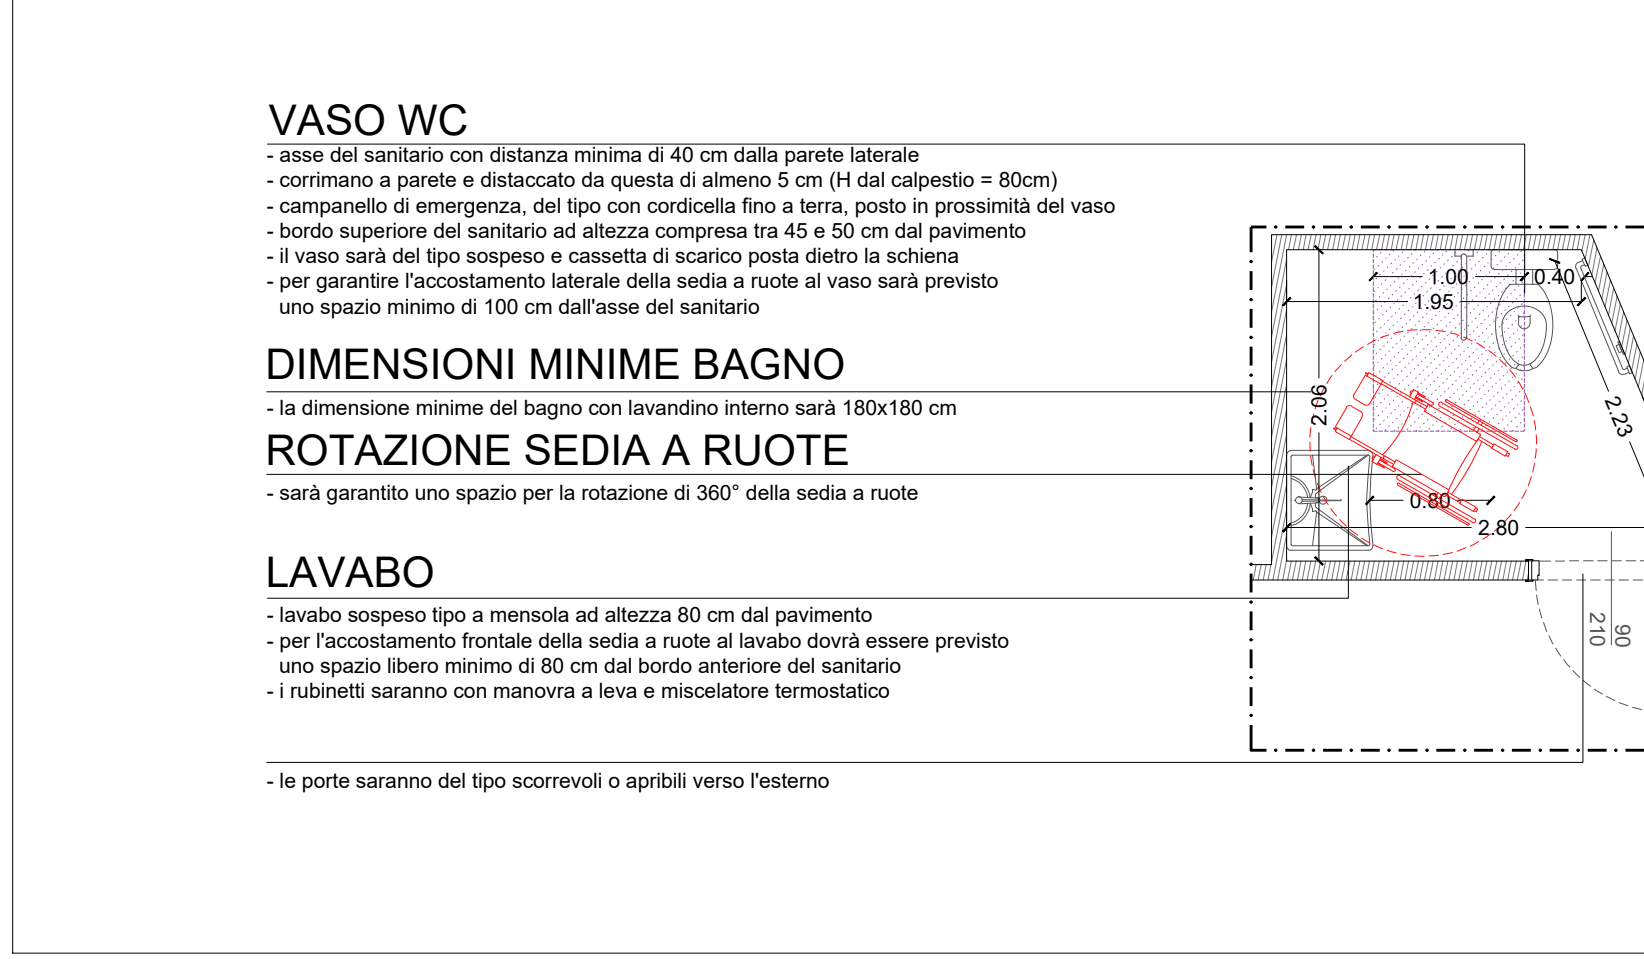 VASO WC
- asse del sanitario con distanza minima di 40 cm dalla parete laterale
- corrimano a parete e distaccato da questa di almeno 5 cm (H dal calpestio = 80cm)
- campanello di emergenza, del tipo con cordicella fino a terra, posto in prossimità del vaso
- bordo superiore del sanitario ad altezza compresa tra 45 e 50 cm dal pavimento
- il vaso sarà del tipo sospeso e cassetta di scarico posta dietro la schiena
- per garantire l'accostamento laterale della sedia a ruote al vaso sarà previsto
uno spazio minimo di 100 cm dall'asse del sanitario
DIMENSIONI MINIME BAGNO
- la dimensione minime del bagno con lavandino interno sarà 180x180 cm
ROTAZIONE SEDIA A RUOTE
- sarà garantito uno spazio per la rotazione di 360° della sedia a ruote
LAVABO
- lavabo sospeso tipo a mensola ad altezza 80 cm dal pavimento
- per l'accostamento frontale della sedia a ruote al lavabo dovrà essere previsto
uno spazio libero minimo di 80 cm dal bordo anteriore del sanitario
- i rubinetti saranno con manovra a leva e miscelatore termostatico
- le porte saranno del tipo scorrevoli o apribili verso l'esterno
1.00
0.40
1.95
2.06
2.23
0.80
2.80
90
210